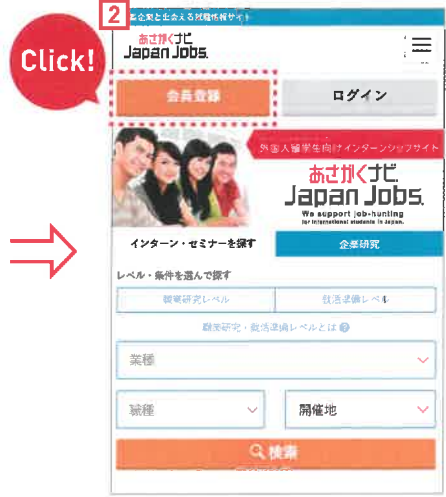 2
企業と出会える就職情報サイト
Click!
あさがくナビ
Japan Jobs.
会員登録
ログイン
外国人留学生向けインターンシップサイト
あさがくナビ
Japan Jobs.
We support job-hunting
for international students in Japan.
インターン・セミナーを探す
企業研究
レベル・条件を選んで探す
職業研究レベル
就活準備レベル
職業研究・就活準備レベルとは?
業種
職種
開催地
検索